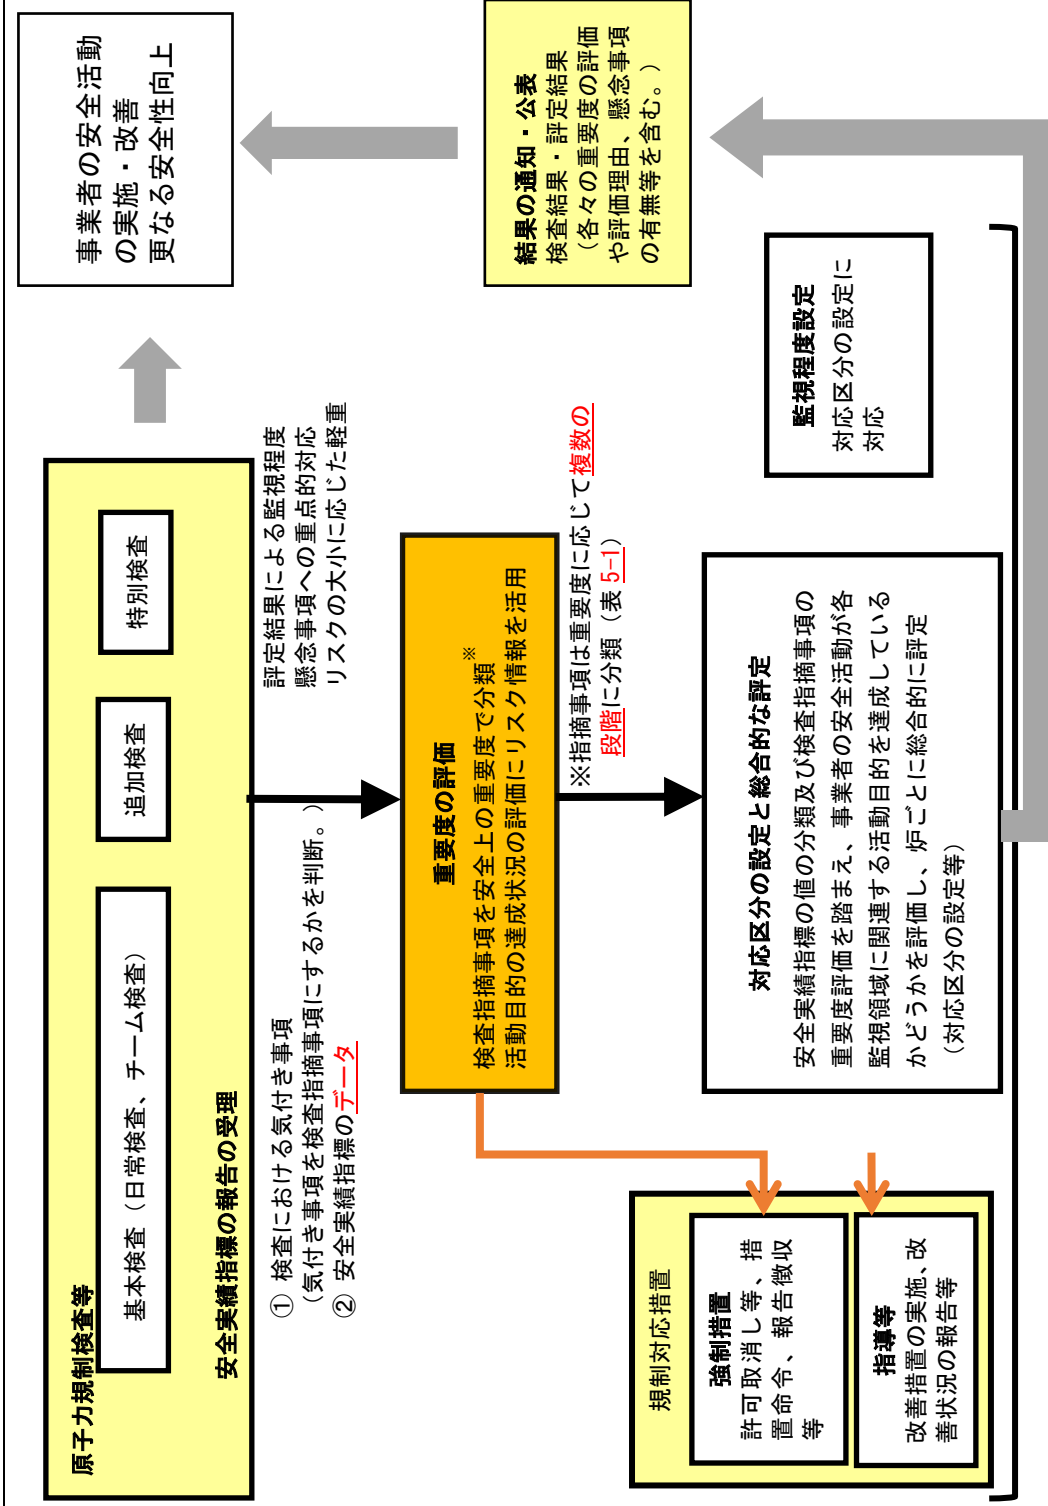 原子力規制検査等
基本検査（日常検査、チーム検査）
追加検査
特別検査
安全実績指標の報告の受理
事業者の安全活動
の実施・改善
更なる安全性向上
① 検査における気付き事項
（気付き事項を検査指摘事項にするかを判断。）
② 安全実績指標のデータ
評定結果による監視程度
懸念事項への重点的対応
リスクの大小に応じた軽重
重要度の評価
検査指摘事項を安全上の重要度で分類※
活動目的の達成状況の評価にリスク情報を活用
※指摘事項は重要度に応じて複数の
段階に分類（表 5-1）
結果の通知・公表
検査結果・評定結果
（各々の重要度の評価
や評価理由、懸念事項
の有無等を含む。）
規制対応措置
強制措置
許可取消し等、措
置命令、報告徴収
等
指導等
改善措置の実施、改
善状況の報告等
対応区分の設定と総合的な評定
安全実績指標の値の分類及び検査指摘事項の
重要度評価を踏まえ、事業者の安全活動が各
監視領域に関連する活動目的を達成している
かどうかを評価し、炉ごとに総合的に評定
（対応区分の設定等）
監視程度設定
対応区分の設定に
対応